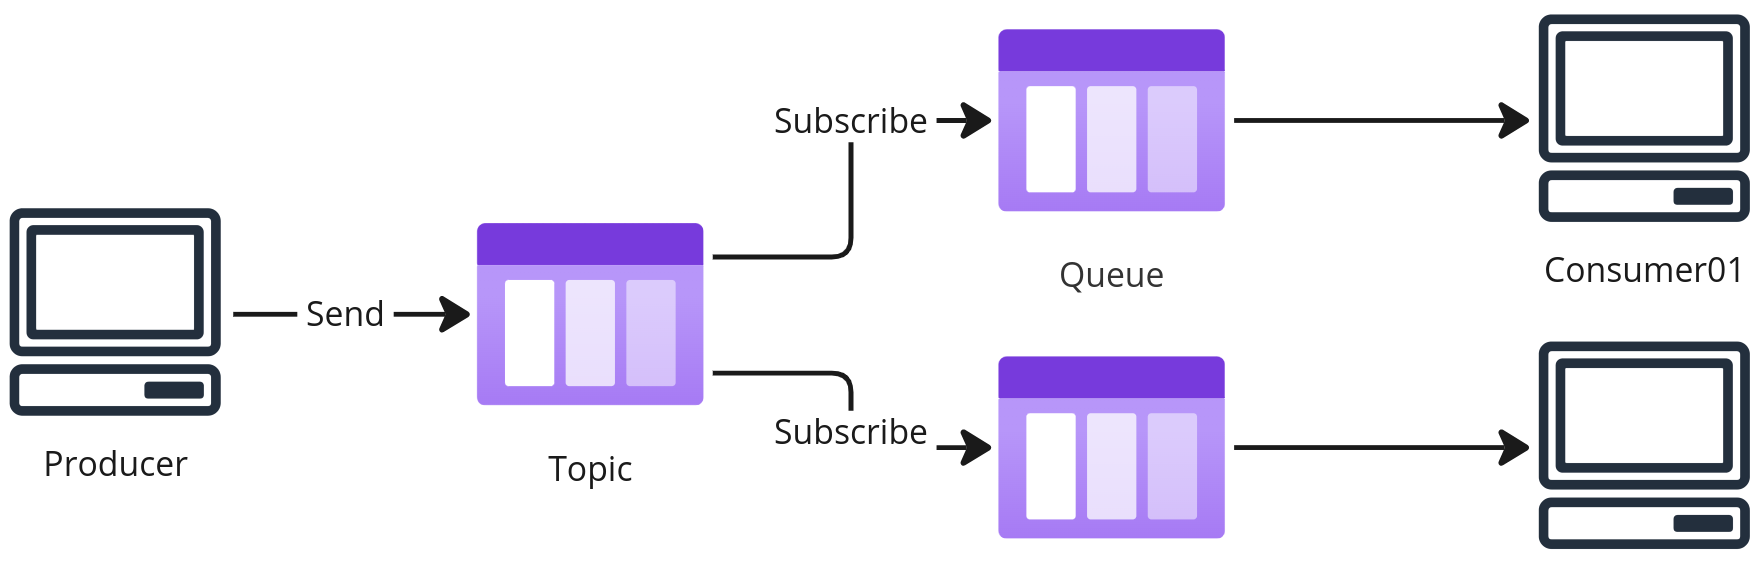 Subscribe
Queue
Consumer01
Send
Producer
Topic
Subscribe